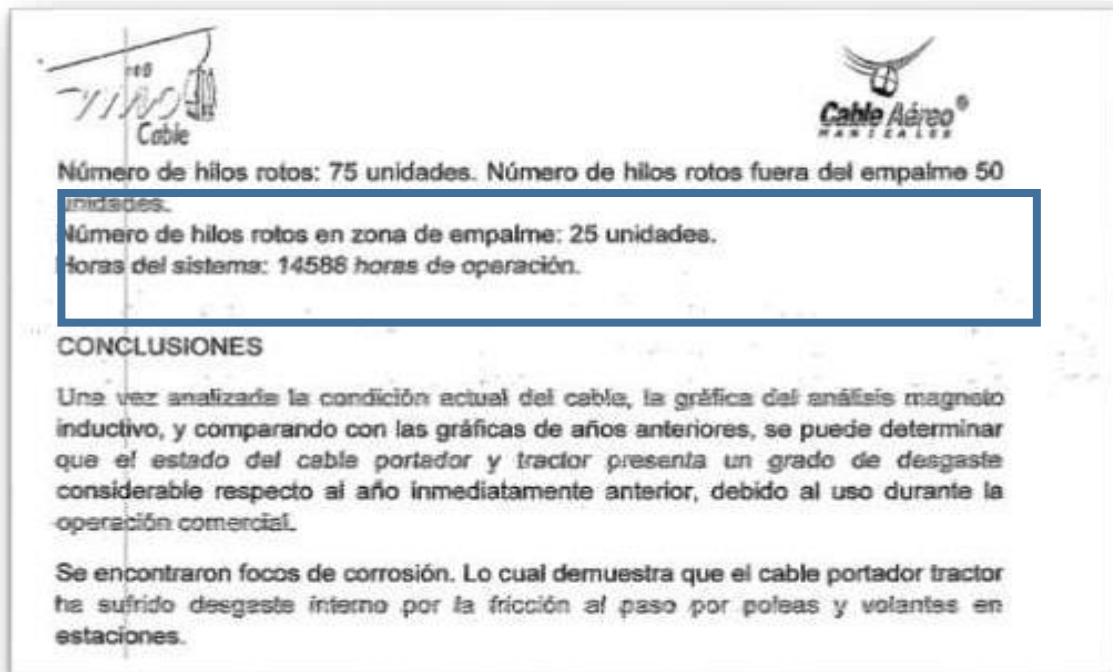 Cable
Cable Aéreo®
MANIZALES
Número de hilos rotos: 75 unidades. Número de hilos rotos fuera del empalme 50
unidades.
Número de hilos rotos en zona de empalme: 25 unidades.
Horas del sistema: 14588 horas de operación.
CONCLUSIONES
Una vez analizada la condición actual del cable, la gráfica del análisis magneto
inductivo, y comparando con las gráficas de años anteriores, se puede determinar
que el estado del cable portador y tractor presenta un grado de desgaste
considerable respecto al año inmediatamente anterior, debido al uso durante la
operación comercial.
Se encontraron focos de corrosión. Lo cual demuestra que el cable portador tractor
ha sufrido desgaste interno por la fricción al paso por poleas y volantes en
estaciones.